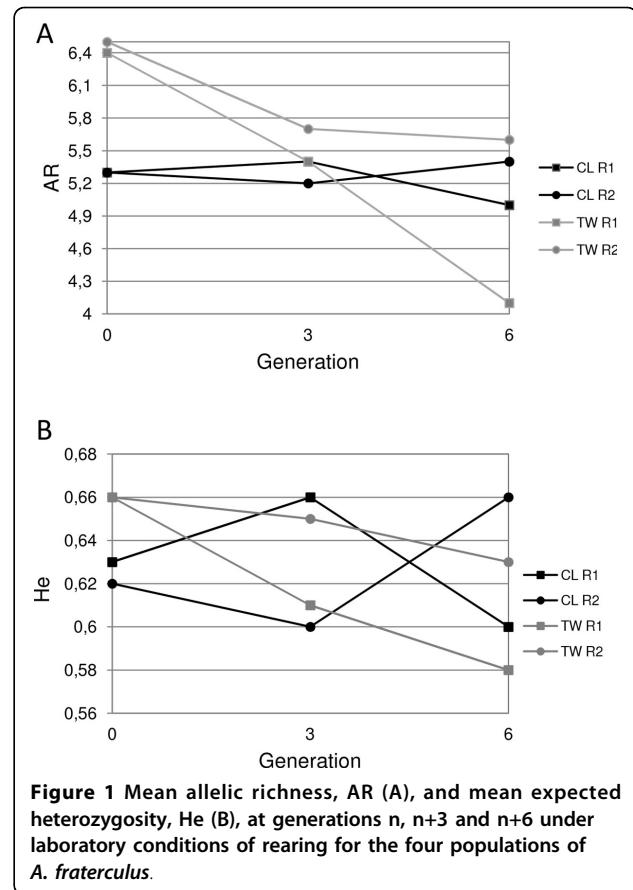 A
6,4
6,1
5,8
5,5
5,2
4,9
4,6
4,3
4
AR
0 3 6
Generation
CL R1
CL R2
TW R1
TW R2
B
0,68
0,66
0,64
0,62
0,6
0,58
0,56
He
0 3 6
Generation
CL R1
CL R2
TW R1
TW R2
Figure 1 Mean allelic richness, AR (A), and mean expected
heterozygosity, He (B), at generations n, n+3 and n+6 under
laboratory conditions of rearing for the four populations of
A. fraterculus.